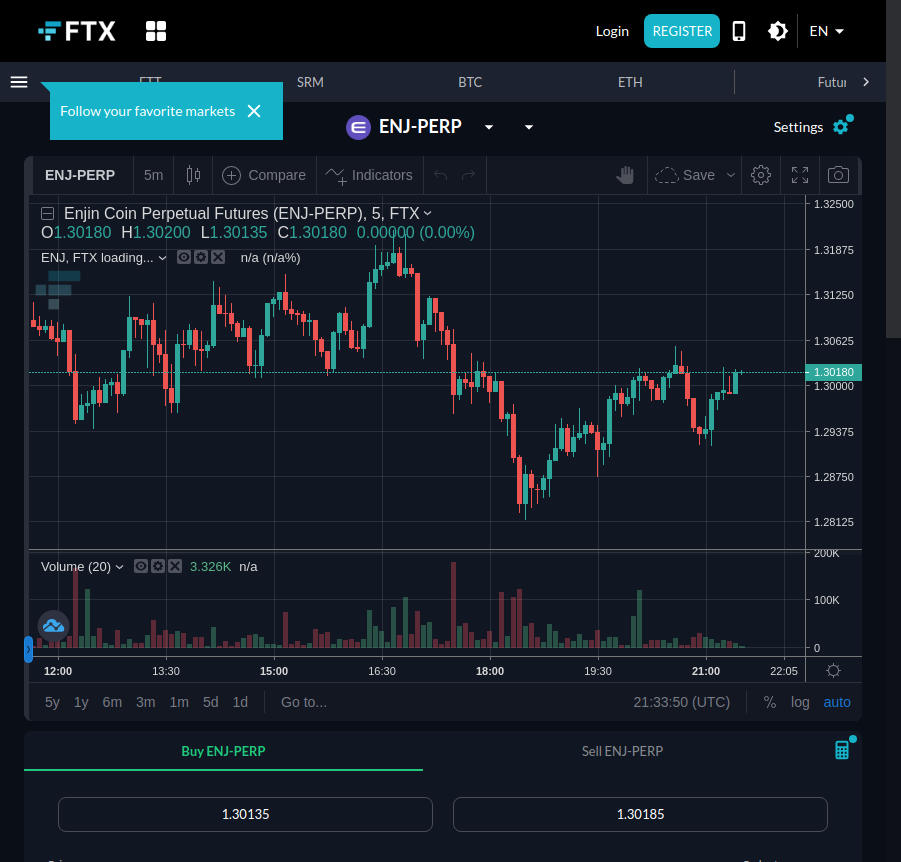 FTX
Login
REGISTER
EN
FTT
SRM
BTC
ETH
Futur
Follow your favorite markets
ENJ-PERP
Settings
ENJ-PERP
5m
Compare
Indicators
Save
Enjin Coin Perpetual Futures (ENJ-PERP), 5, FTX
O1.30180 H1.30200 L1.30135 C1.30180 0.00000 (0.00%)
ENJ, FTX loading...
n/a (n/a%)
1.32500
1.31875
1.31250
1.30625
1.30180
1.30000
1.29375
1.28750
1.28125
Volume (20)
3.326K n/a
200K
100K
0
12:00
13:30
15:00
16:30
18:00
19:30
21:00
22:05
5y
1y
6m
3m
1m
5d
1d
Go to...
21:33:50 (UTC)
%
log
auto
Buy ENJ-PERP
Sell ENJ-PERP
1.30135
1.30185